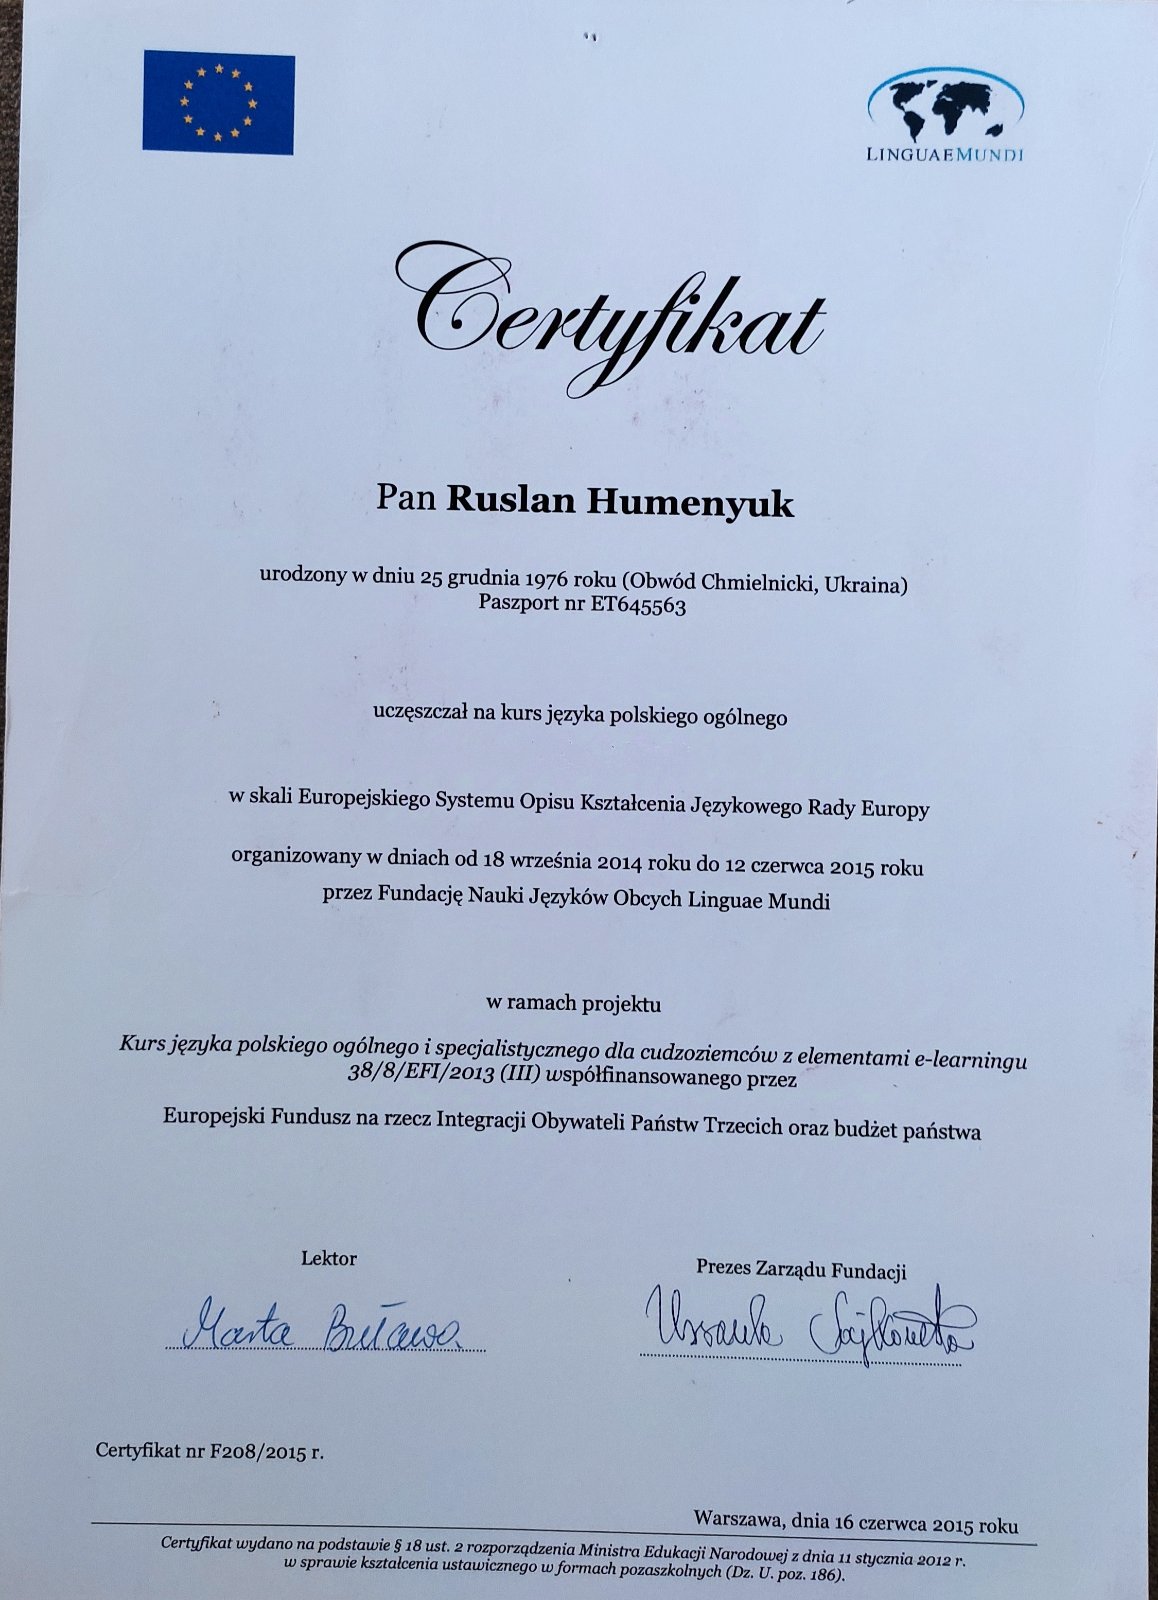 LINGUAEMUNDI
Certyfikat
Pan Ruslan Humenyuk
urodzony w dniu 25 grudnia 1976 roku (Obwód Chmielnicki, Ukraina)
Paszport nr ET645563
uczęszczał na kurs języka polskiego ogólnego
w skali Europejskiego Systemu Opisu Kształcenia Językowego Rady Europy
organizowany w dniach od 18 września 2014 roku do 12 czerwca 2015 roku
przez Fundację Nauki Języków Obcych Linguae Mundi
w ramach projektu
Kurs języka polskiego ogólnego i specjalistycznego dla cudzoziemców z elementami e-learningu
38/8/EFI/2013 (III) współfinansowanego przez
Europejski Fundusz na rzecz Integracji Obywateli Państw Trzecich oraz budżet państwa
Lektor
Prezes Zarządu Fundacji
Marta Buława
Urszula Sajkowska
Certyfikat nr F208/2015 r.
Warszawa, dnia 16 czerwca 2015 roku
Certyfikat wydano na podstawie § 18 ust. 2 rozporządzenia Ministra Edukacji Narodowej z dnia 11 stycznia 2012 r.
w sprawie kształcenia ustawicznego w formach pozaszkolnych (Dz. U. poz. 186).